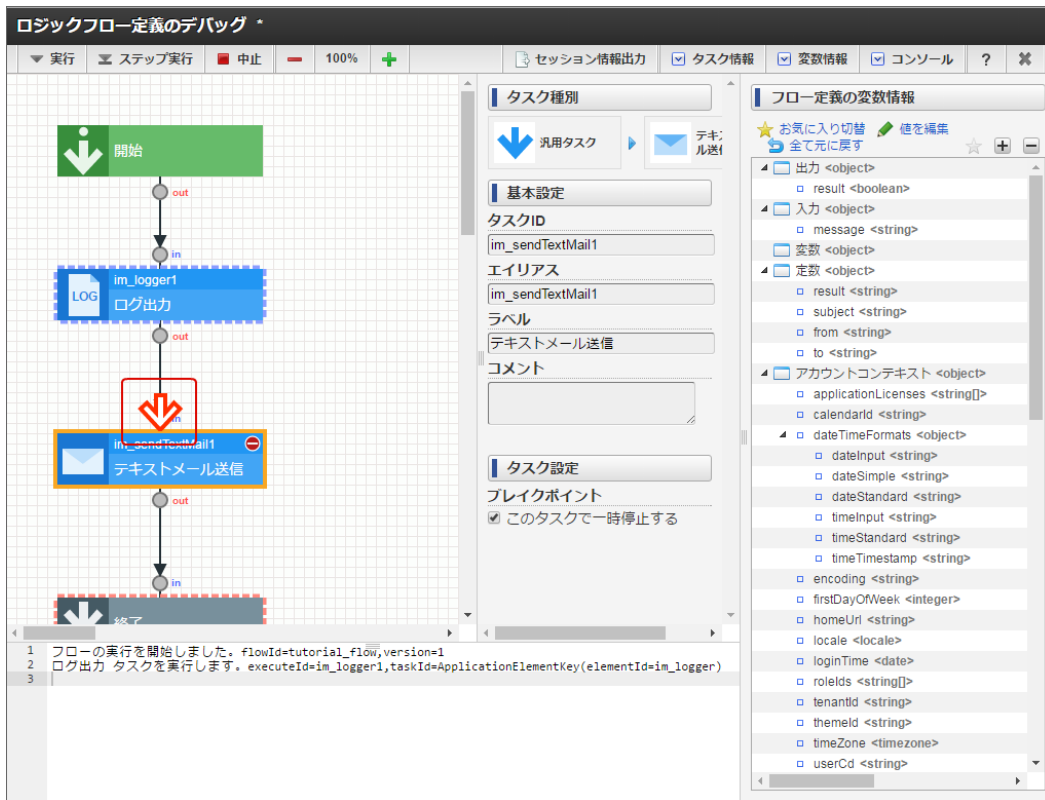 ロジックフロー定義のデバッグ *
実行 ステップ実行 中止 100% セッション情報出力 タスク情報 変数情報 コンソール ?
開始
out
in
im_logger1
LOG
ログ出力
out
in
im_sendTextMail1
テキストメール送信
out
in
終了
タスク種別
汎用タスク
テキ
ル送
基本設定
タスクID
im_sendTextMail1
エイリアス
im_sendTextMail1
ラベル
テキストメール送信
コメント
タスク設定
ブレイクポイント
このタスクで一時停止する
フロー定義の変数情報
お気に入り切替 値を編集
全て元に戻す
出力 <object>
result <boolean>
入力 <object>
message <string>
変数 <object>
定数 <object>
result <string>
subject <string>
from <string>
to <string>
アカウントコンテキスト <object>
applicationLicenses <string[]>
calendarId <string>
dateTimeFormats <object>
dateInput <string>
dateSimple <string>
dateStandard <string>
timeInput <string>
timeStandard <string>
timeTimestamp <string>
encoding <string>
firstDayOfWeek <integer>
homeUrl <string>
locale <locale>
loginTime <date>
roleIds <string[]>
tenantId <string>
themeId <string>
timeZone <timezone>
userCd <string>
1 フローの実行を開始しました。flowId=tutorial_flow,version=1
2 ログ出力 タスクを実行します。executeId=im_logger1,taskId=ApplicationElementKey(elementId=im_logger)
3